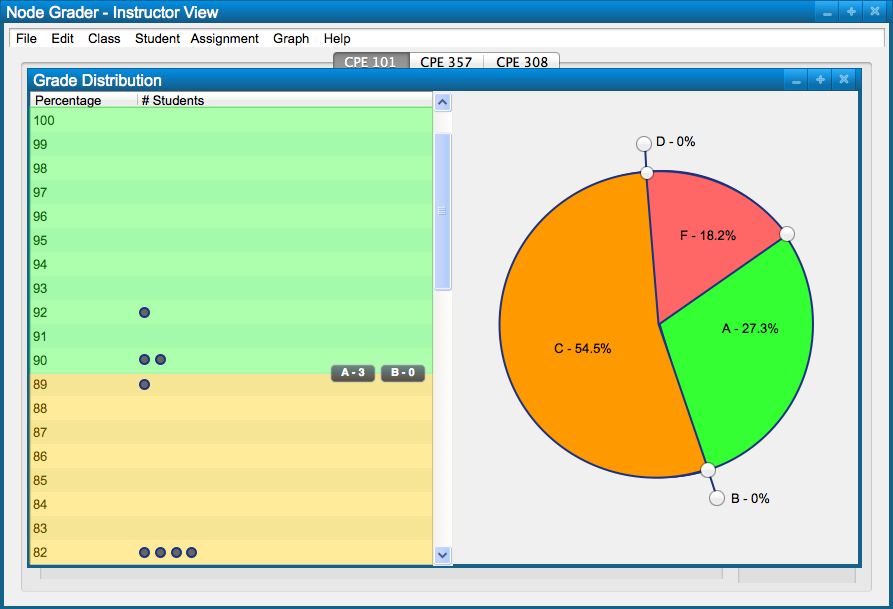 Node Grader - Instructor View
File Edit Class Student Assignment Graph Help
CPE 101 CPE 357 CPE 308
Grade Distribution
Percentage # Students
100
99
98
97
96
95
94
93
92
91
90
A - 3 B - 0
89
88
87
86
85
84
83
82
D - 0%
F - 18.2%
A - 27.3%
C - 54.5%
B - 0%